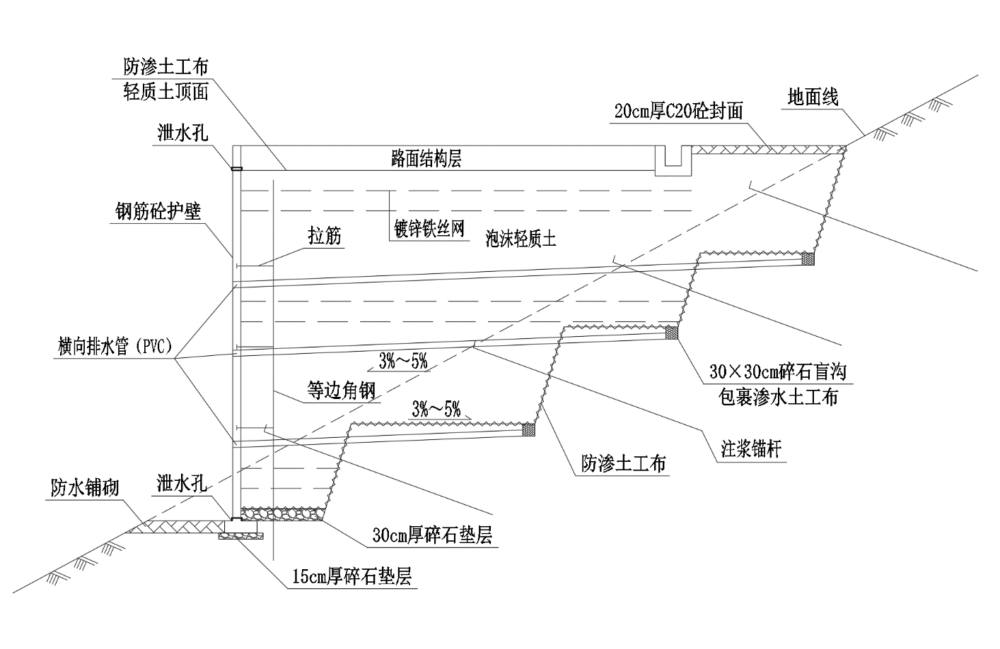 防渗土工布
轻质土顶面
地面线
20cm厚C20砼封面
泄水孔
路面结构层
钢筋砼护壁
镀锌铁丝网
拉筋
泡沫轻质土
横向排水管(PVC)
3%～5%
30×30cm碎石盲沟
包裹渗水土工布
等边角钢
3%～5%
注浆锚杆
防渗土工布
防水铺砌
泄水孔
30cm厚碎石垫层
15cm厚碎石垫层